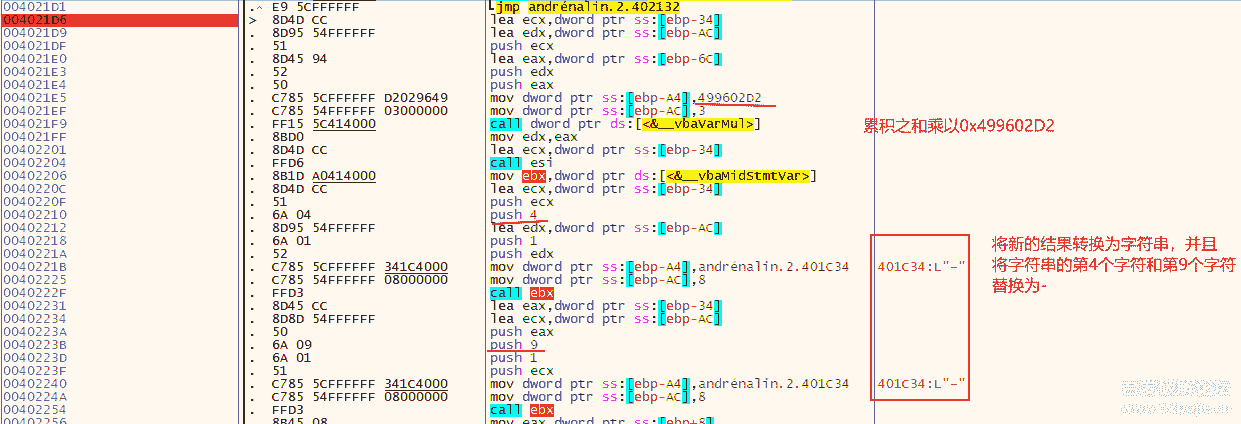 004021D1 .^ E9 5CFFFFFF jmp andrénalin.2.402132
004021D6 > 8D4D CC lea ecx,dword ptr ss:[ebp-34]
004021D9 . 8D95 54FFFFFF lea edx,dword ptr ss:[ebp-AC]
004021DF . 51 push ecx
004021E0 . 8D45 94 lea eax,dword ptr ss:[ebp-6C]
004021E3 . 52 push edx
004021E4 . 50 push eax
004021E5 . C785 5CFFFFFF D2029649 mov dword ptr ss:[ebp-A4],499602D2
004021EF . C785 54FFFFFF 03000000 mov dword ptr ss:[ebp-AC],3
004021F9 . FF15 5C414000 call dword ptr ds:[<&__vbaVarMul>]
累积之和乘以0x499602D2
004021FF . 8BD0 mov edx,eax
00402201 . 8D4D CC lea ecx,dword ptr ss:[ebp-34]
00402204 . FFD6 call esi
00402206 . 8B1D A0414000 mov ebx,dword ptr ds:[<&__vbaMidStmtVar>]
0040220C . 8D4D CC lea ecx,dword ptr ss:[ebp-34]
0040220F . 51 push ecx
00402210 . 6A 04 push 4
00402212 . 8D95 54FFFFFF lea edx,dword ptr ss:[ebp-AC]
00402218 . 6A 01 push 1
0040221A . 52 push edx
0040221B . C785 5CFFFFFF 341C4000 mov dword ptr ss:[ebp-A4],andrénalin.2.401C34 401C34:L"-"
00402225 . C785 54FFFFFF 08000000 mov dword ptr ss:[ebp-AC],8
0040222F . FFD3 call ebx
将新的结果转换为字符串，并且
将字符串的第4个字符和第9个字符
替换为-
00402231 . 8D45 CC lea eax,dword ptr ss:[ebp-34]
00402234 . 8D8D 54FFFFFF lea ecx,dword ptr ss:[ebp-AC]
0040223A . 50 push eax
0040223B . 6A 09 push 9
0040223D . 6A 01 push 1
0040223F . 51 push ecx
00402240 . C785 5CFFFFFF 341C4000 mov dword ptr ss:[ebp-A4],andrénalin.2.401C34 401C34:L"-"
0040224A . C785 54FFFFFF 08000000 mov dword ptr ss:[ebp-AC],8
00402254 . FFD3 call ebx
00402256 . 8B45 08 mov eax,dword ptr ss:[ebp+8]